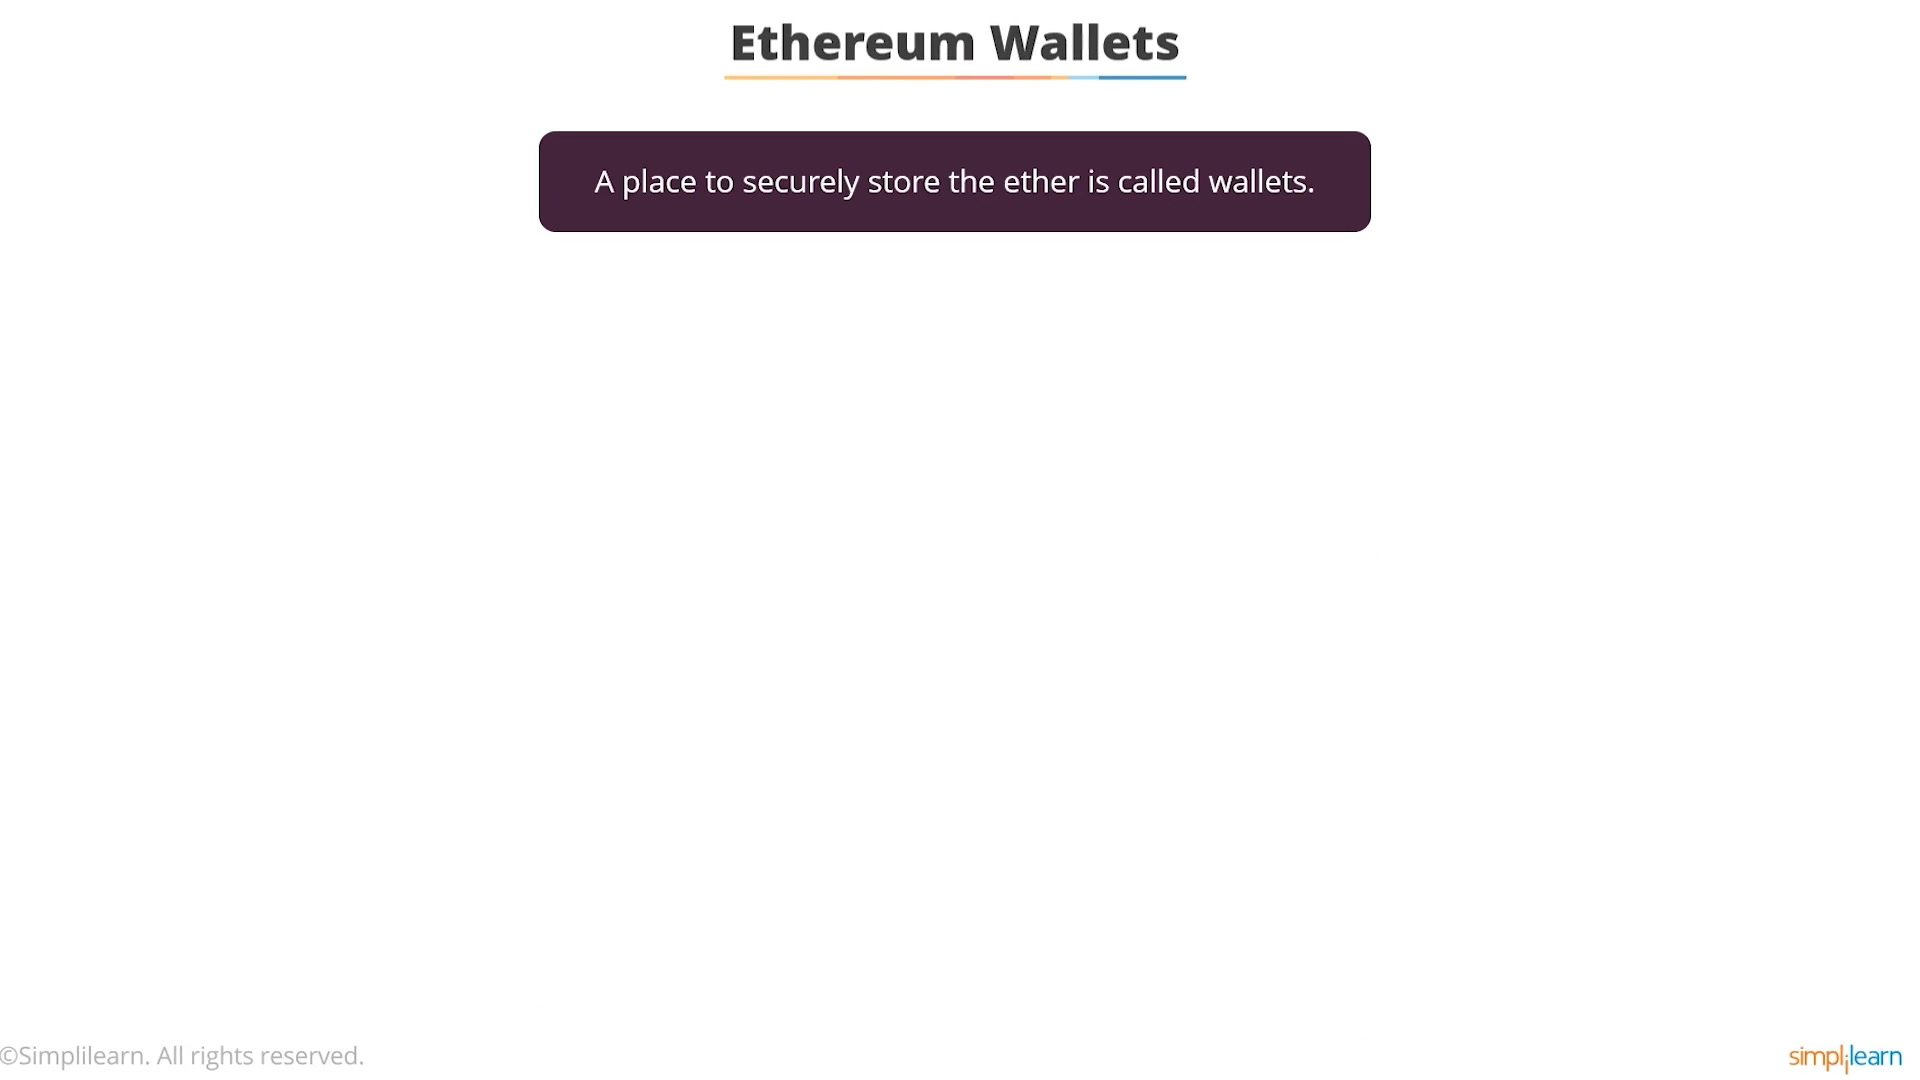 Ethereum Wallets
A place to securely store the ether is called wallets.
©Simplilearn. All rights reserved.
simplilearn